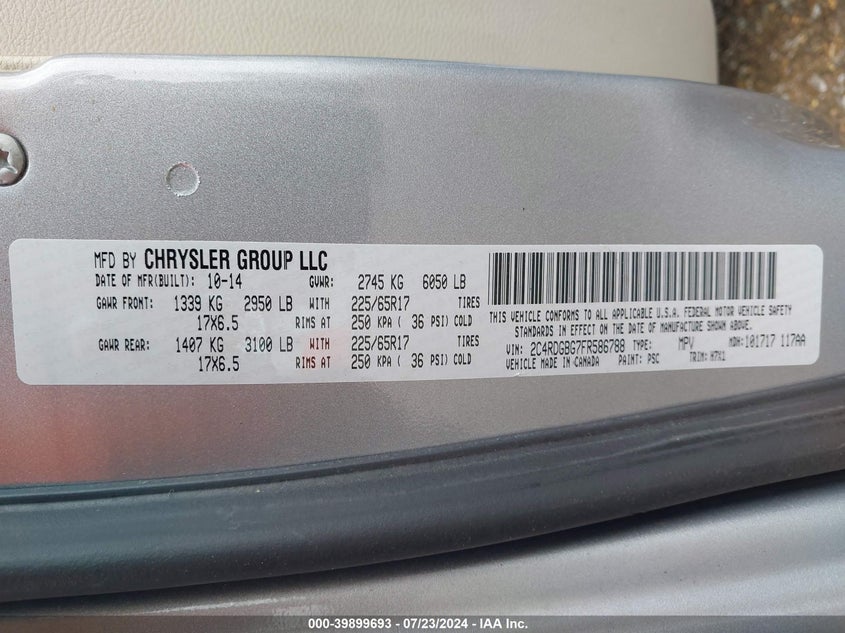 MFD BY CHRYSLER GROUP LLC
DATE OF MFR(BUILT): 10-14 GVWR: 2745 KG 6050 LB
GAWR FRONT: 1339 KG 2950 LB WITH 225/65R17 TIRES
17X6.5 RIMS AT 250 KPA ( 36 PSI) COLD
GAWR REAR: 1407 KG 3100 LB WITH 225/65R17 TIRES
17X6.5 RIMS AT 250 KPA ( 36 PSI) COLD
THIS VEHICLE CONFORMS TO ALL APPLICABLE U.S.A. FEDERAL MOTOR VEHICLE SAFETY
STANDARDS IN EFFECT ON THE DATE OF MANUFACTURE SHOWN ABOVE.
VIN: 2C4RDGBG7FR586788 TYPE: MPV MDH: 101717 117AA
VEHICLE MADE IN CANADA PAINT: PSC TRIM: H7X1
000-39899693 - 07/23/2024 - IAA Inc.